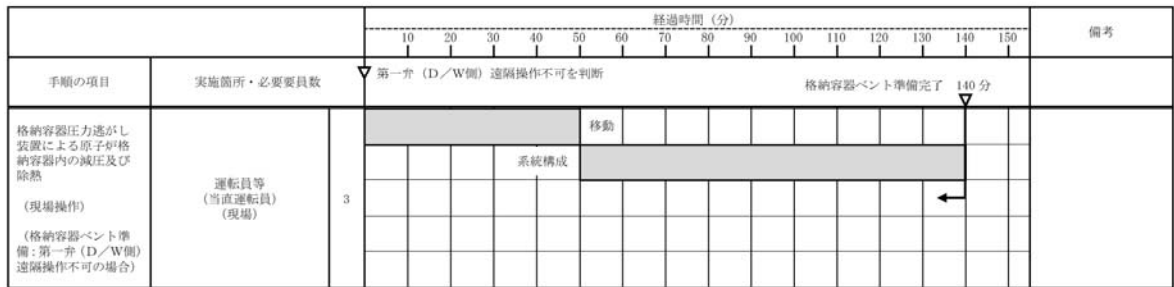 経過時間（分）
備考
10 20 30 40 50 60 70 80 90 100 110 120 130 140 150
手順の項目
実施箇所・必要要員数
第一弁（D／W側）遠隔操作不可を判断
格納容器ベント準備完了 140分
格納容器圧力逃がし
装置による原子炉格
納容器内の減圧及び
除熱
（現場操作）
（格納容器ベント準
備：第一弁（D／W側）
遠隔操作不可の場合）
運転員等
（当直運転員）
（現場）
3
移動
系統構成